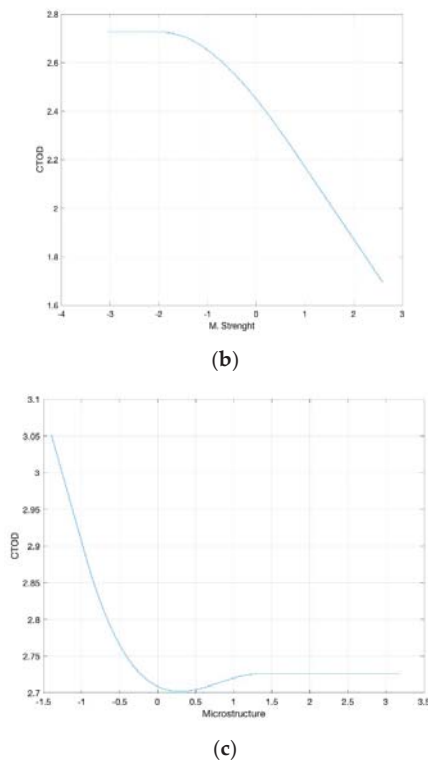 2.8
2.6
2.4
2.2
2
1.8
1.6
CTOD
-4 -3 -2 -1 0 1 2 3
M. Strenght
(b)
3.1
3.05
3
2.95
2.9
2.85
2.8
2.75
2.7
CTOD
-1.5 -1 -0.5 0 0.5 1 1.5 2 2.5 3 3.5
Microstructure
(c)